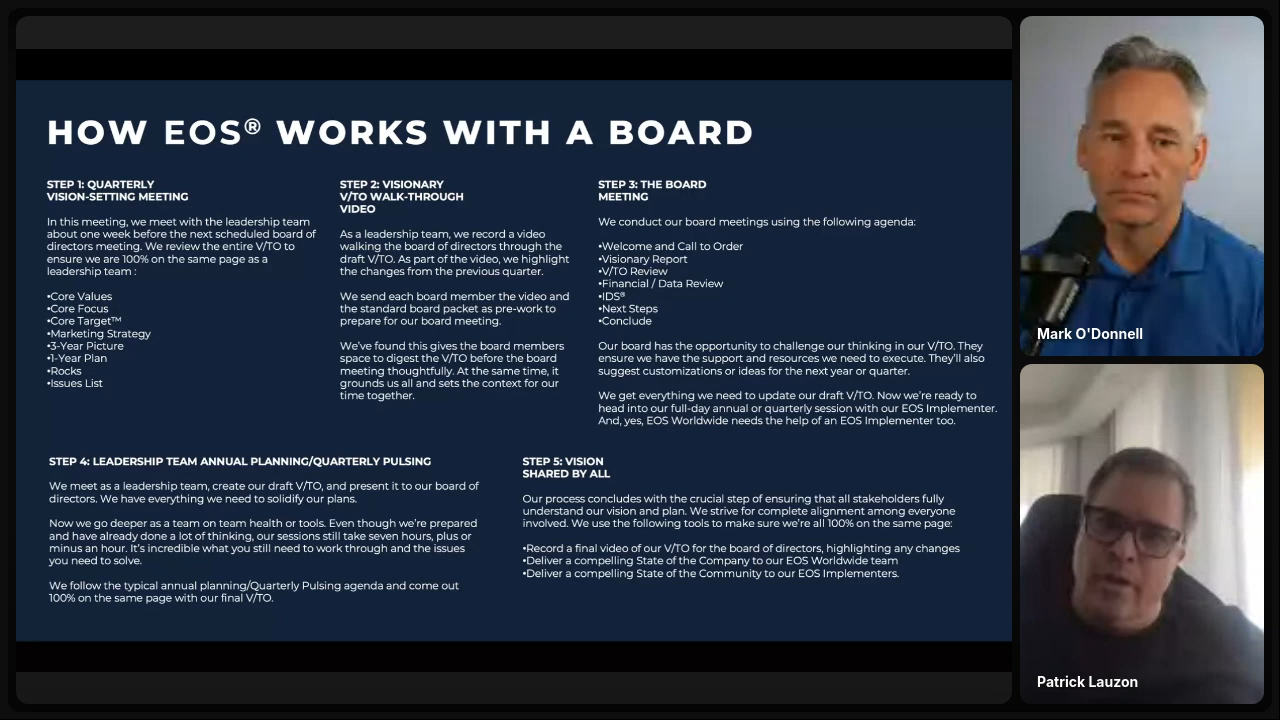 HOW EOS® WORKS WITH A BOARD
STEP 1: QUARTERLY
VISION-SETTING MEETING
In this meeting, we meet with the leadership team
about one week before the next scheduled board of
directors meeting. We review the entire V/TO to
ensure we are 100% on the same page as a
leadership team :
•Core Values
•Core Focus
•Core Target™
•Marketing Strategy
•3-Year Picture
•1-Year Plan
•Rocks
•Issues List
STEP 2: VISIONARY
V/TO WALK-THROUGH
VIDEO
As a leadership team, we record a video
walking the board of directors through the
draft V/TO. As part of the video, we highlight
the changes from the previous quarter.
We send each board member the video and
the standard board packet as pre-work to
prepare for our board meeting.
We've found this gives the board members
space to digest the V/TO before the board
meeting thoughtfully. At the same time, it
grounds us all and sets the context for our
time together.
STEP 3: THE BOARD
MEETING
We conduct our board meetings using the following agenda:
•Welcome and Call to Order
•Visionary Report
•V/TO Review
•Financial / Data Review
•IDS®
•Next Steps
•Conclude
Our board has the opportunity to challenge our thinking in our V/TO. They
ensure we have the support and resources we need to execute. They'll also
suggest customizations or ideas for the next year or quarter.
We get everything we need to update our draft V/TO. Now we're ready to
head into our full-day annual or quarterly session with our EOS Implementer.
And, yes, EOS Worldwide needs the help of an EOS Implementer too.
STEP 4: LEADERSHIP TEAM ANNUAL PLANNING/QUARTERLY PULSING
We meet as a leadership team, create our draft V/TO, and present it to our board of
directors. We have everything we need to solidify our plans.
Now we go deeper as a team on team health or tools. Even though we're prepared
and have already done a lot of thinking, our sessions still take seven hours, plus or
minus an hour. It's incredible what you still need to work through and the issues
you need to solve.
We follow the typical annual planning/Quarterly Pulsing agenda and come out
100% on the same page with our final V/TO.
STEP 5: VISION
SHARED BY ALL
Our process concludes with the crucial step of ensuring that all stakeholders fully
understand our vision and plan. We strive for complete alignment among everyone
involved. We use the following tools to make sure we're all 100% on the same page:
•Record a final video of our V/TO for the board of directors, highlighting any changes
•Deliver a compelling State of the Company to our EOS Worldwide team
•Deliver a compelling State of the Community to our EOS Implementers.
Mark O'Donnell
Patrick Lauzon